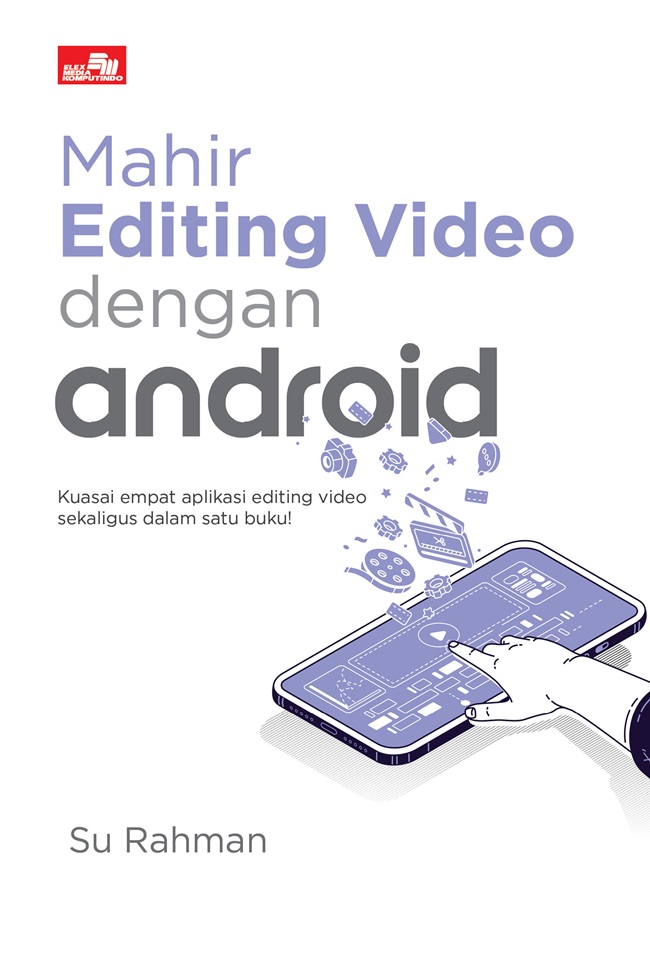 ELEX
MEDIA
KOMPUTINDO
Mahir
Editing Video
dengan
android
Kuasai empat aplikasi editing video
sekaligus dalam satu buku!
Su Rahman